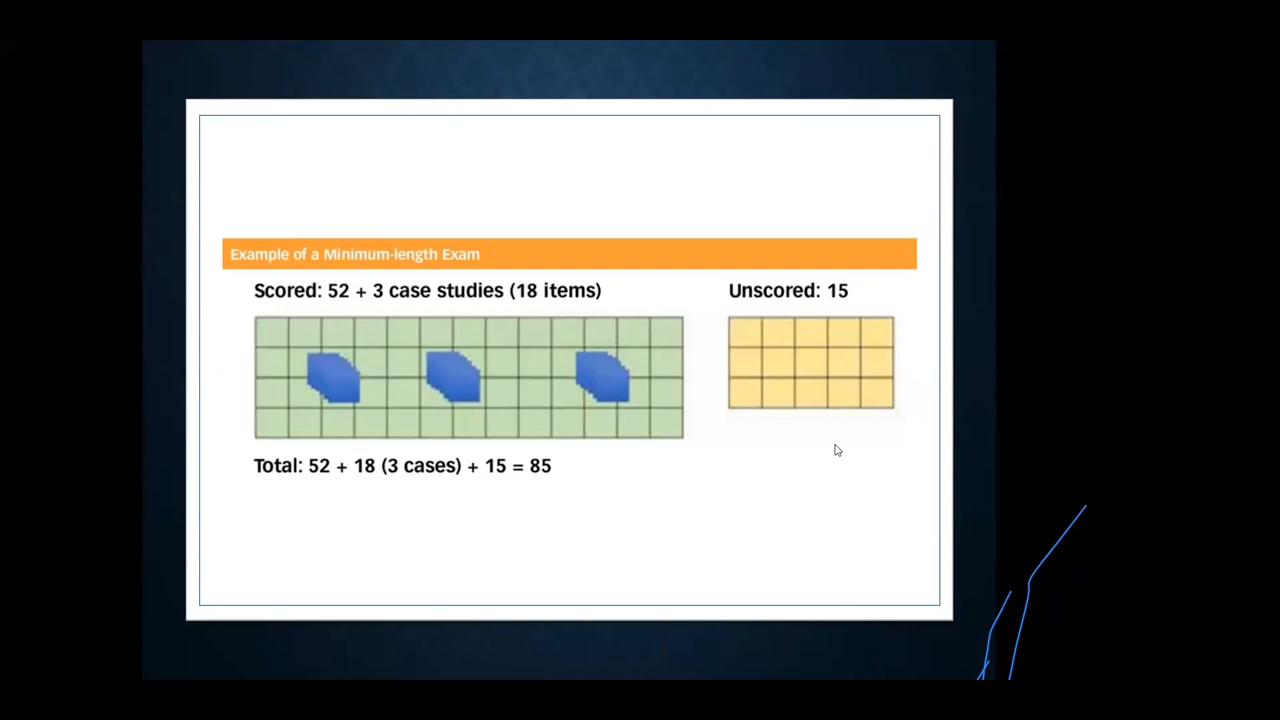 Example of a Minimum-length Exam
Scored: 52 + 3 case studies (18 items)
Unscored: 15
Total: 52 + 18 (3 cases) + 15 = 85